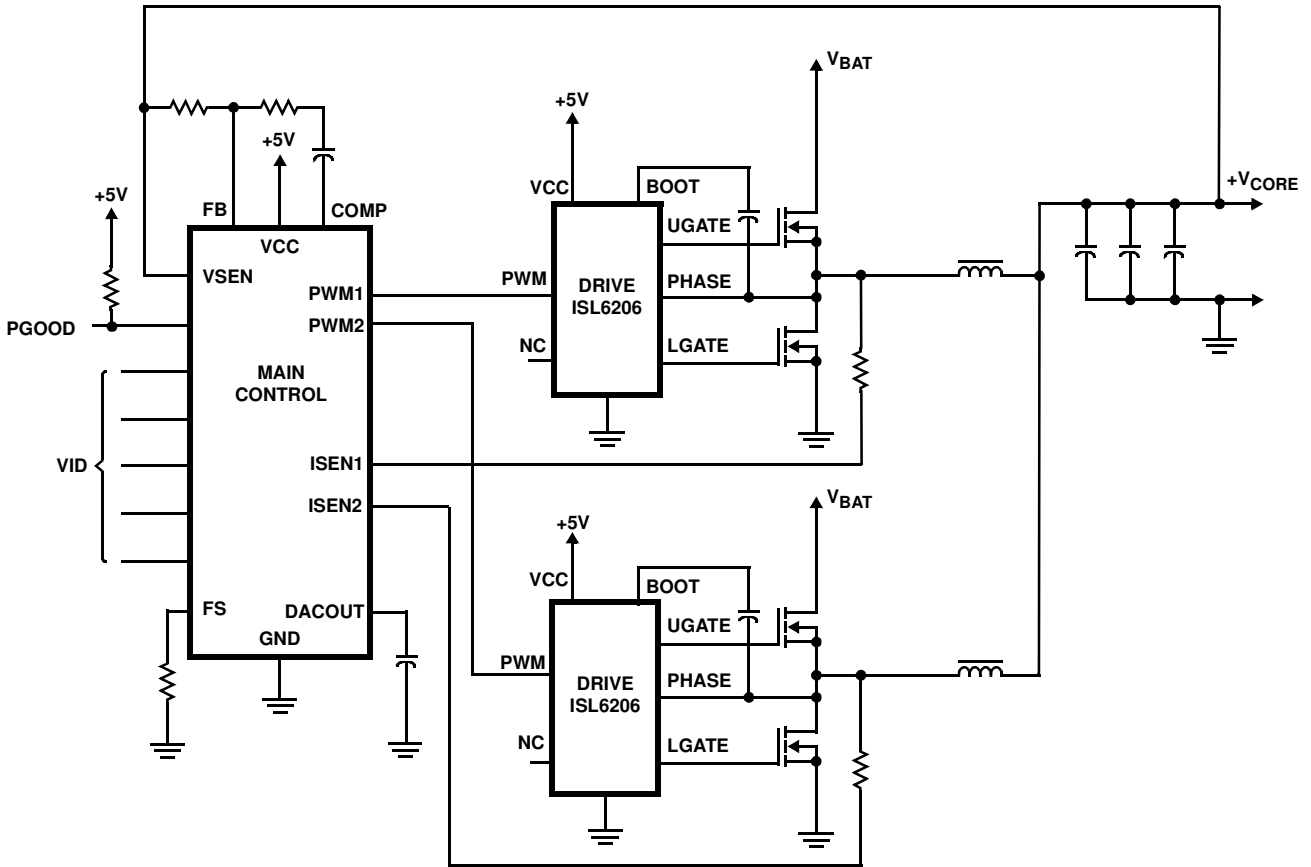 VBAT
+5V
+5V
+5V
VCC
BOOT
+VCORE
FB
COMP
UGATE
VCC
VSEN
PWM
DRIVE
ISL6206
PHASE
PWM1
PGOOD
PWM2
NC
LGATE
MAIN
CONTROL
VID
ISEN1
ISEN2
VBAT
+5V
VCC
BOOT
FS
DACOUT
UGATE
GND
PWM
DRIVE
ISL6206
PHASE
NC
LGATE